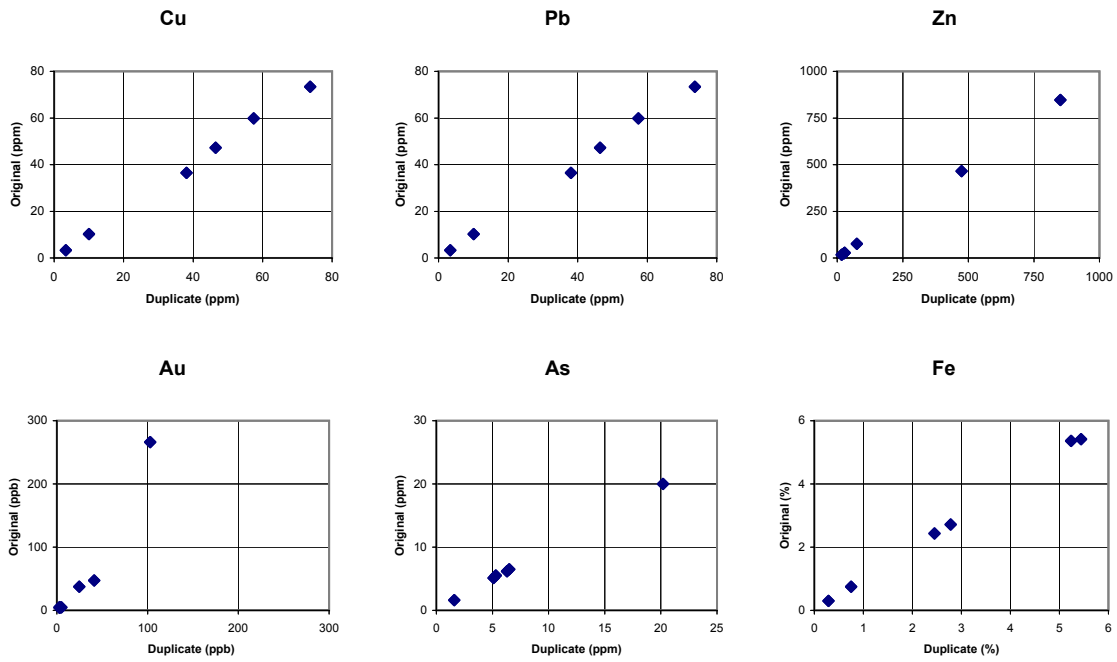 Cu
Pb
Zn
80
60
40
20
0
Original (ppm)
0 20 40 60 80
Duplicate (ppm)
80
60
40
20
0
Original (ppm)
0 20 40 60 80
Duplicate (ppm)
1000
750
500
250
0
Original (ppm)
0 250 500 750 1000
Duplicate (ppm)
Au
As
Fe
300
200
100
0
Original (ppb)
0 100 200 300
Duplicate (ppb)
30
20
10
0
Original (ppm)
0 5 10 15 20 25
Duplicate (ppm)
6
4
2
0
Original (%)
0 1 2 3 4 5 6
Duplicate (%)